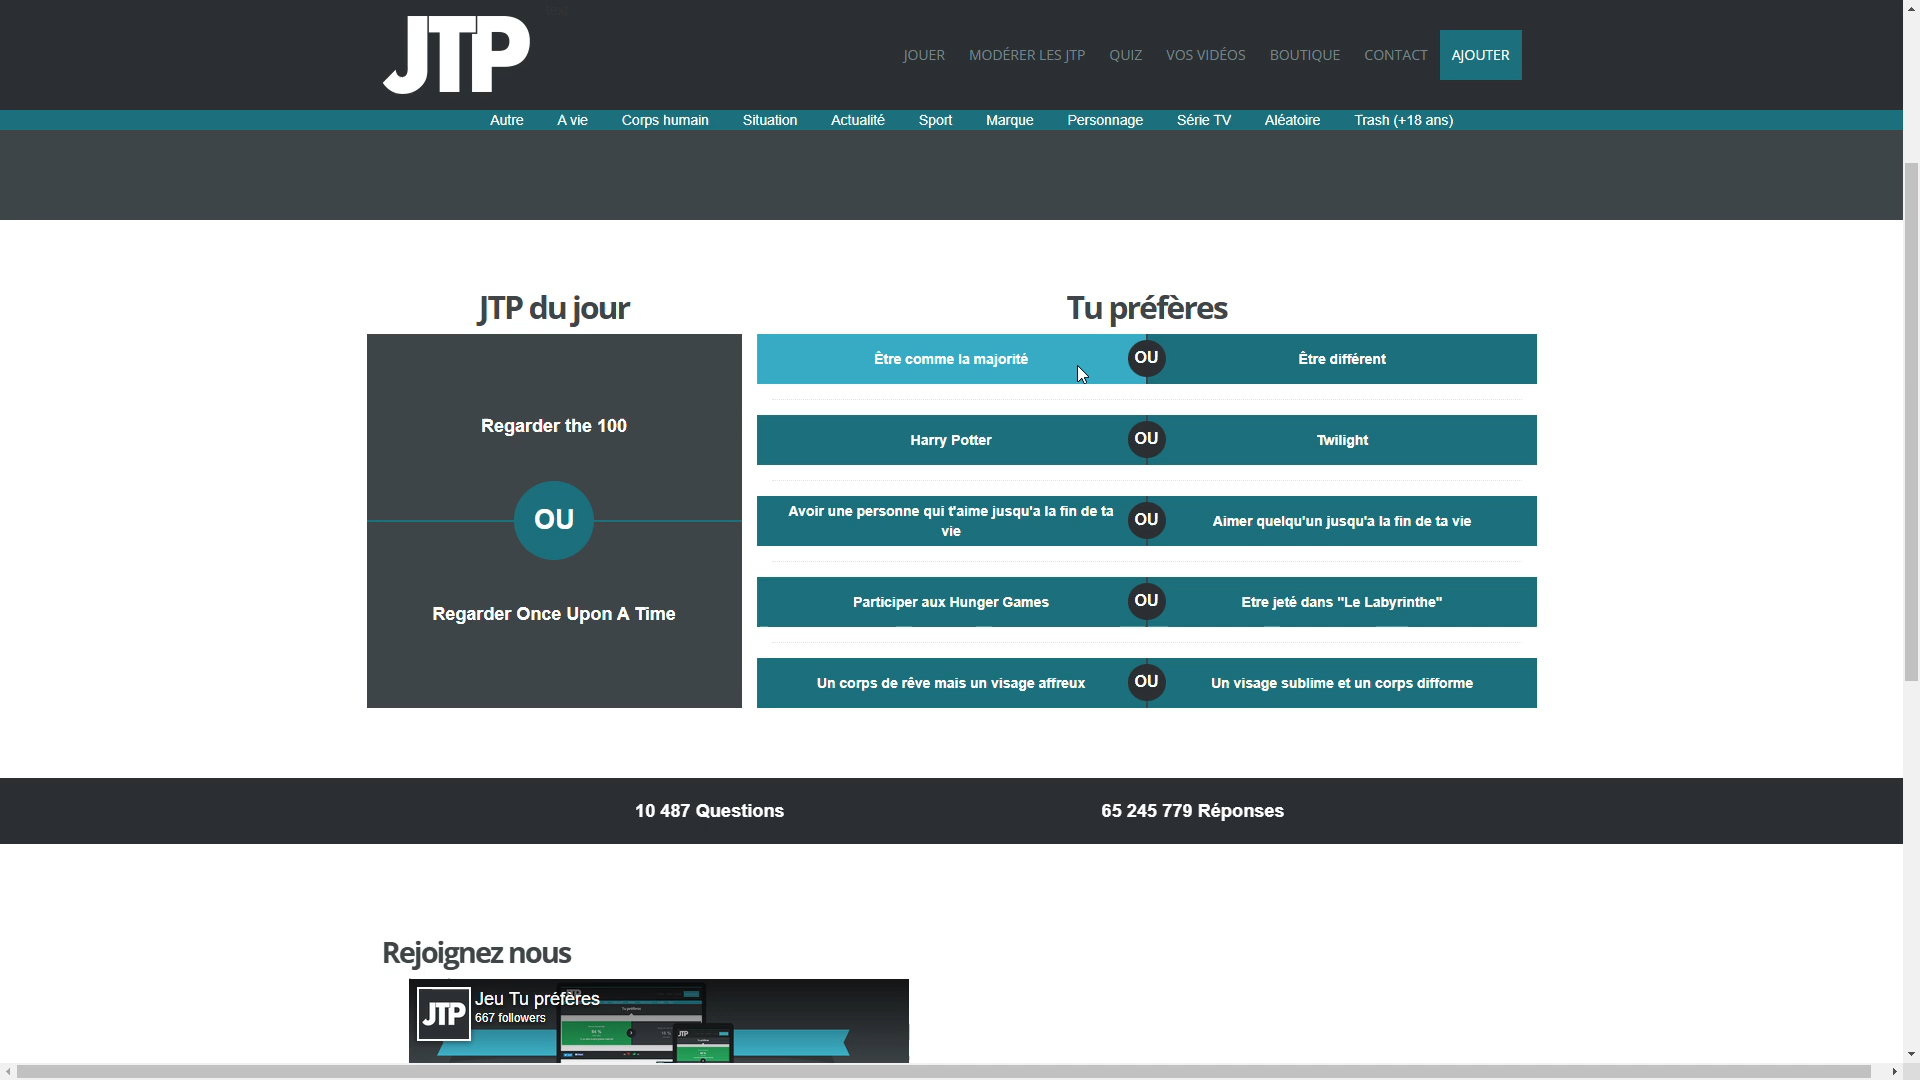 JTP
JOUER MODÉRER LES JTP QUIZ VOS VIDÉOS BOUTIQUE CONTACT AJOUTER
Autre A vie Corps humain Situation Actualité Sport Marque Personnage Série TV Aléatoire Trash (+18 ans)
JTP du jour
Regarder the 100
OU
Regarder Once Upon A Time
Tu préfères
Être comme la majorité OU Être différent
Harry Potter OU Twilight
Avoir une personne qui t'aime jusqu'a la fin de ta
vie
OU
Aimer quelqu'un jusqu'a la fin de ta vie
Participer aux Hunger Games OU Etre jeté dans "Le Labyrinthe"
Un corps de rêve mais un visage affreux OU Un visage sublime et un corps difforme
10 487 Questions 65 245 779 Réponses
Rejoignez nous
JTP
Jeu Tu préfères
667 followers
JTP